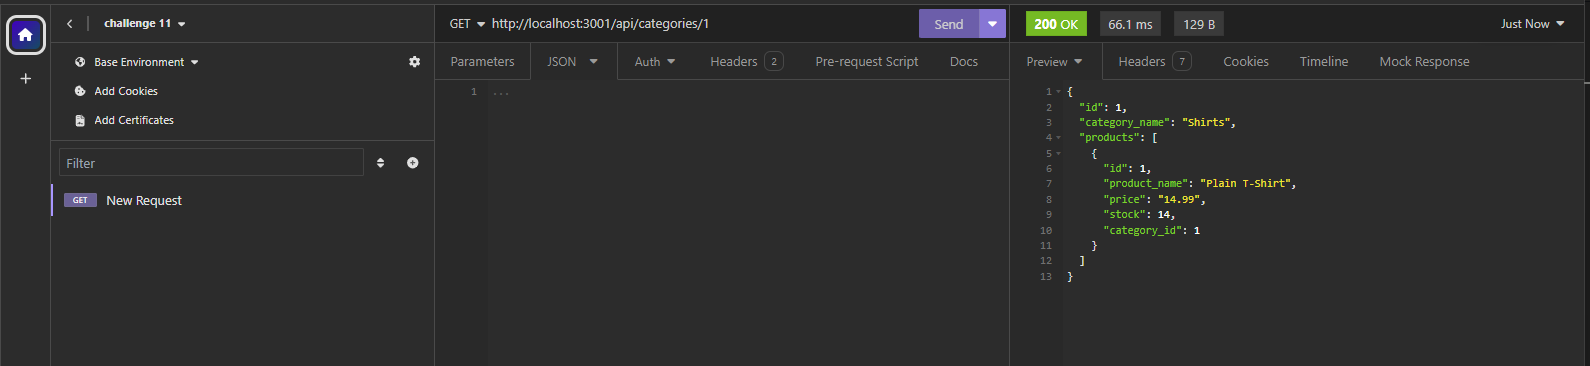 challenge 11
Base Environment
Add Cookies
Add Certificates
Filter
GET New Request
GET http://localhost:3001/api/categories/1 Send
Parameters JSON Auth Headers 2 Pre-request Script Docs
1 ...
200 OK 66.1 ms 129 B Just Now
Preview Headers 7 Cookies Timeline Mock Response
1 {
2 "id": 1,
3 "category_name": "Shirts",
4 "products": [
5 {
6 "id": 1,
7 "product_name": "Plain T-Shirt",
8 "price": "14.99",
9 "stock": 14,
10 "category_id": 1
11 }
12 ]
13 }